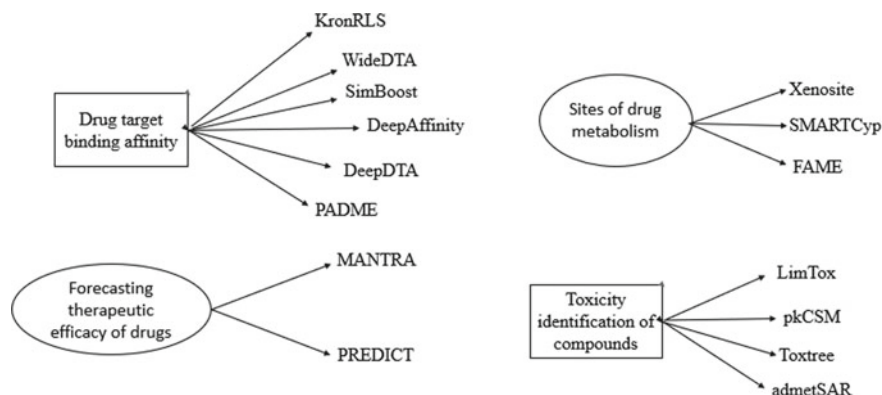 Drug target
binding affinity
KronRLS
WideDTA
SimBoost
DeepAffinity
DeepDTA
PADME
Sites of drug
metabolism
Xenosite
SMARTCyp
FAME
Forecasting
therapeutic
efficacy of drugs
MANTRA
PREDICT
Toxicity
identification of
compounds
LimTox
pkCSM
Toxtree
admetSAR